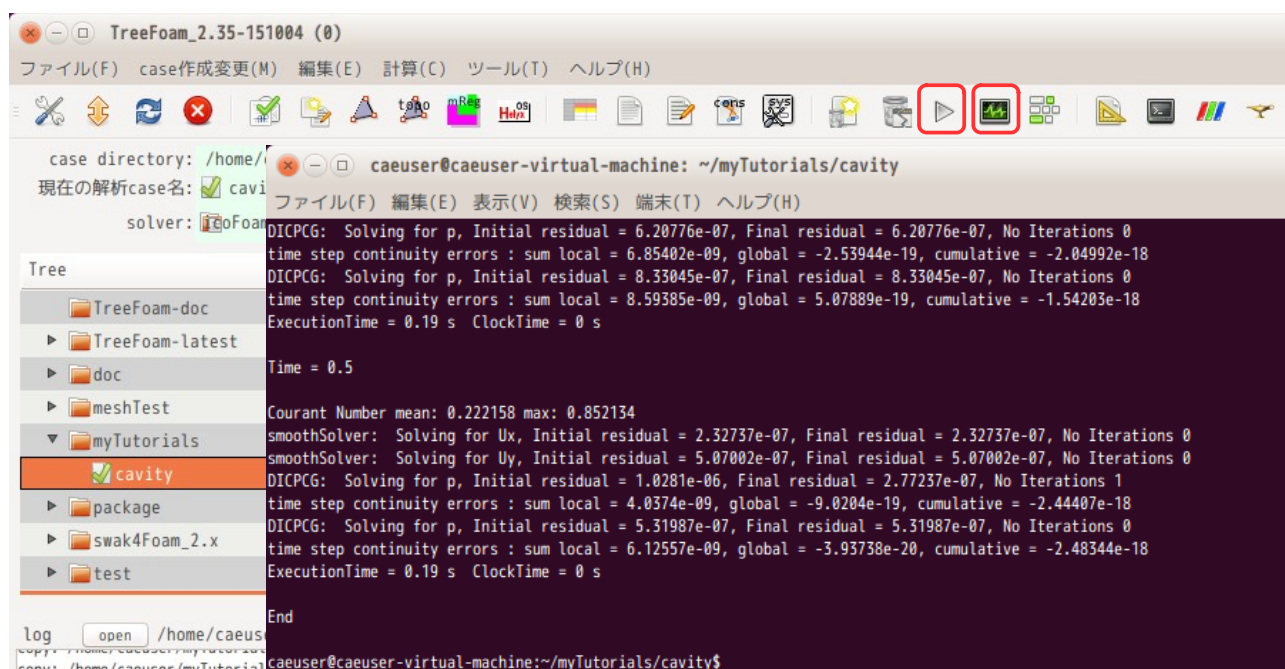 TreeFoam_2.35-151004 (0)
ファイル(F) case作成変更(M) 編集(E) 計算(C) ツール(T) ヘルプ(H)
topo mReg OS Helyx cons sys
case directory: /home/
現在の解析case名: cavi
solver: icoFoam
Tree
TreeFoam-doc
TreeFoam-latest
doc
meshTest
myTutorials
cavity
package
swak4Foam_2.x
test
log open /home/caeus
caeuser@caeuser-virtual-machine: ~/myTutorials/cavity
ファイル(F) 編集(E) 表示(V) 検索(S) 端末(T) ヘルプ(H)
DICPCG: Solving for p, Initial residual = 6.20776e-07, Final residual = 6.20776e-07, No Iterations 0
time step continuity errors : sum local = 6.85402e-09, global = -2.53944e-19, cumulative = -2.04992e-18
DICPCG: Solving for p, Initial residual = 8.33045e-07, Final residual = 8.33045e-07, No Iterations 0
time step continuity errors : sum local = 8.59385e-09, global = 5.07889e-19, cumulative = -1.54203e-18
ExecutionTime = 0.19 s ClockTime = 0 s
Time = 0.5
Courant Number mean: 0.222158 max: 0.852134
smoothSolver: Solving for Ux, Initial residual = 2.32737e-07, Final residual = 2.32737e-07, No Iterations 0
smoothSolver: Solving for Uy, Initial residual = 5.07002e-07, Final residual = 5.07002e-07, No Iterations 0
DICPCG: Solving for p, Initial residual = 1.0281e-06, Final residual = 2.77237e-07, No Iterations 1
time step continuity errors : sum local = 4.0374e-09, global = -9.0204e-19, cumulative = -2.44407e-18
DICPCG: Solving for p, Initial residual = 5.31987e-07, Final residual = 5.31987e-07, No Iterations 0
time step continuity errors : sum local = 6.12557e-09, global = -3.93738e-20, cumulative = -2.48344e-18
ExecutionTime = 0.19 s ClockTime = 0 s
End
caeuser@caeuser-virtual-machine:~/myTutorials/cavity$